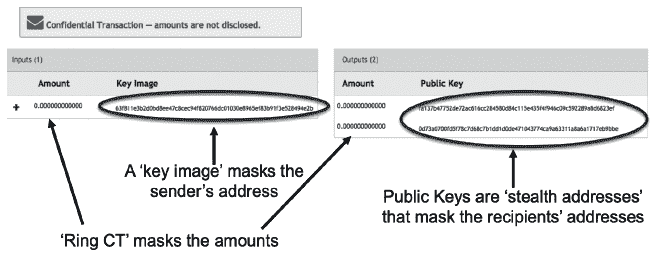 Confidential Transaction — amounts are not disclosed.
Inputs (1)
Amount Key Image
+ 0.000000000000
Outputs (2)
Amount Public Key
0.000000000000
0.000000000000
A ‘key image’ masks the
sender’s address
Public Keys are ‘stealth addresses’
that mask the recipients’ addresses
‘Ring CT’ masks the amounts